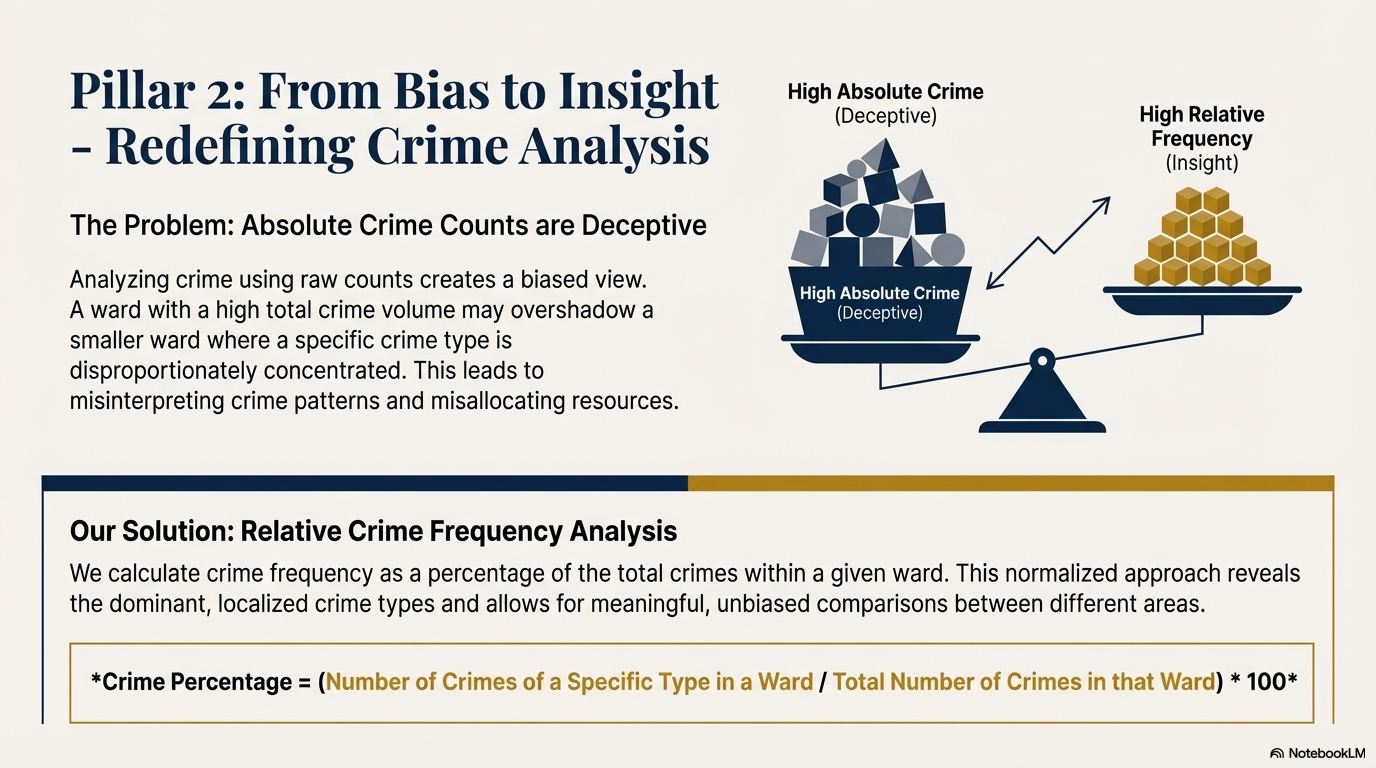 Pillar 2: From Bias to Insight
- Redefining Crime Analysis
The Problem: Absolute Crime Counts are Deceptive
Analyzing crime using raw counts creates a biased view.
A ward with a high total crime volume may overshadow a
smaller ward where a specific crime type is
disproportionately concentrated. This leads to
misinterpreting crime patterns and misallocating resources.
High Absolute Crime
(Deceptive)
High Absolute Crime
(Deceptive)
High Relative
Frequency
(Insight)
Our Solution: Relative Crime Frequency Analysis
We calculate crime frequency as a percentage of the total crimes within a given ward. This normalized approach reveals
the dominant, localized crime types and allows for meaningful, unbiased comparisons between different areas.
*Crime Percentage = (Number of Crimes of a Specific Type in a Ward / Total Number of Crimes in that Ward) * 100*
NotebookLM